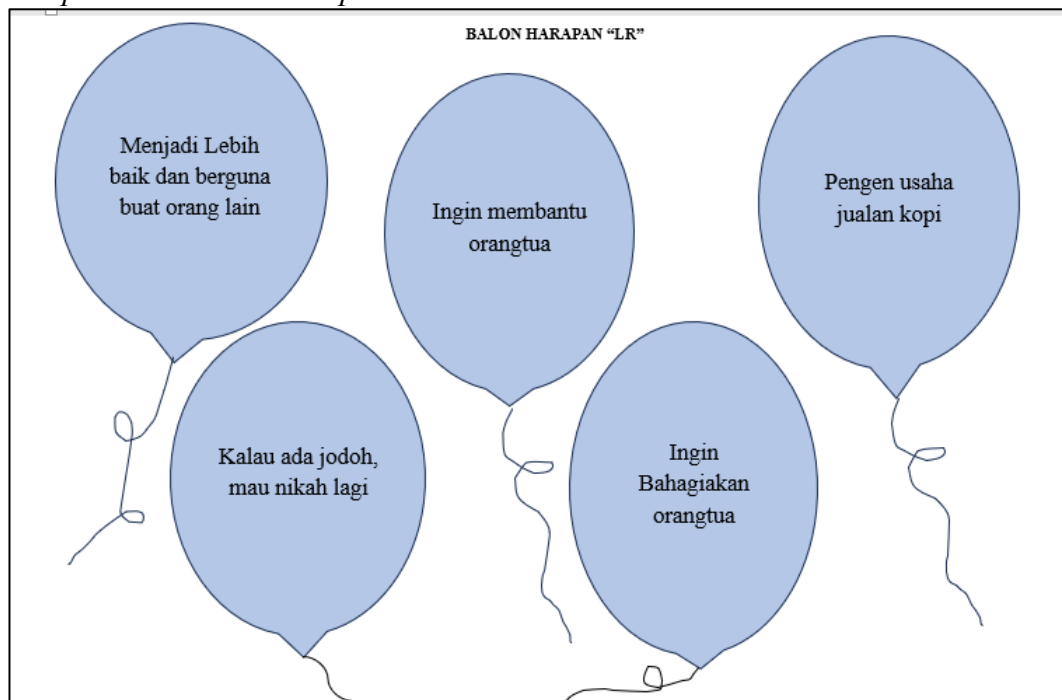 BALON HARAPAN “LR”
Menjadi Lebih
baik dan berguna
buat orang lain
Ingin membantu
orangtua
Pengen usaha
jualan kopi
Kalau ada jodoh,
mau nikah lagi
Ingin
Bahagiakan
orangtua